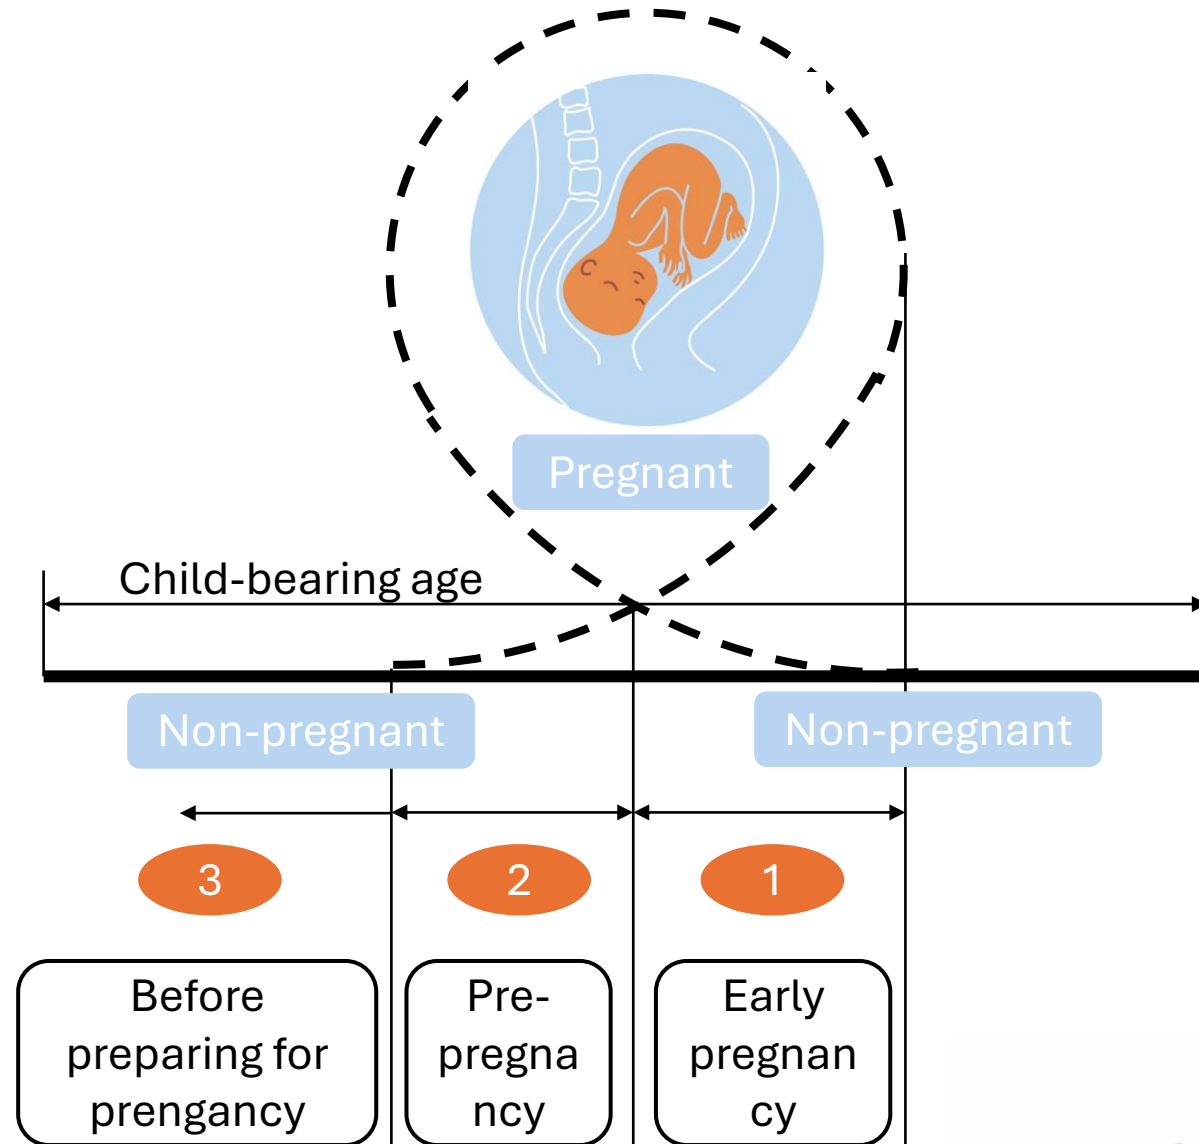 Pregnant
Child-bearing age
Non-pregnant
Non-pregnant
3
2
1
Before
preparing for
prengancy
Pre-
pregna
ncy
Early
pregnan
cy